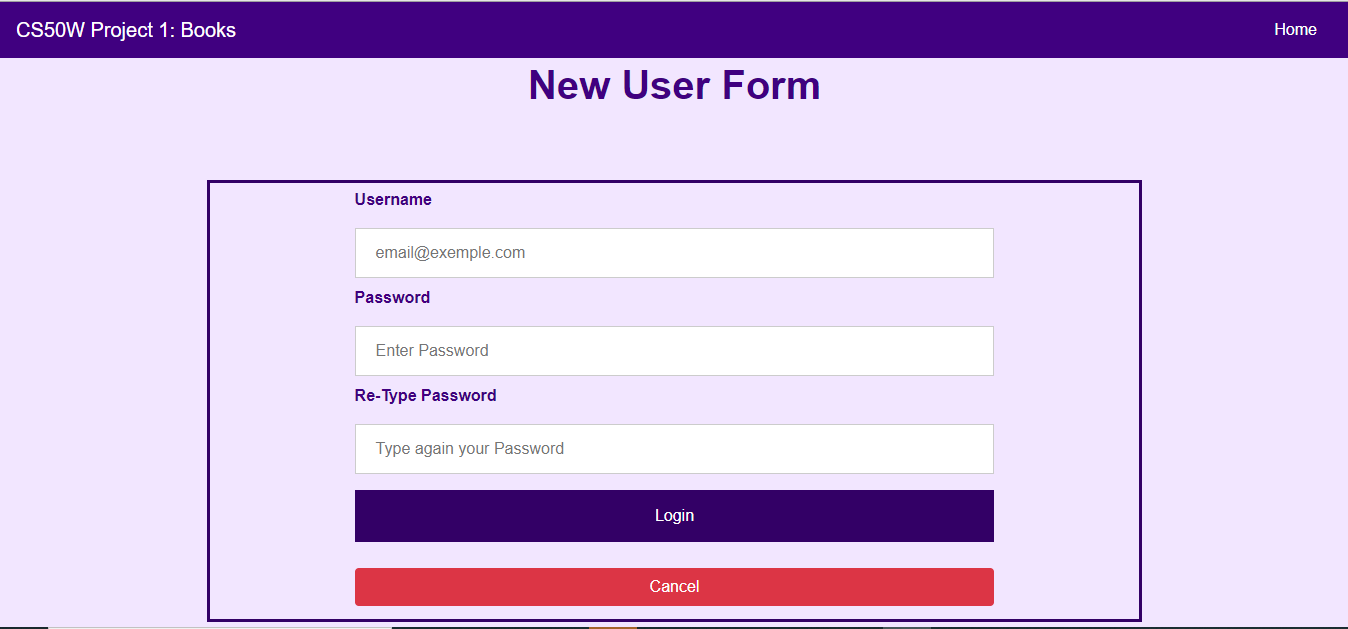 CS50W Project 1: Books
Home
New User Form
Username
email@exemple.com
Password
Enter Password
Re-Type Password
Type again your Password
Login
Cancel